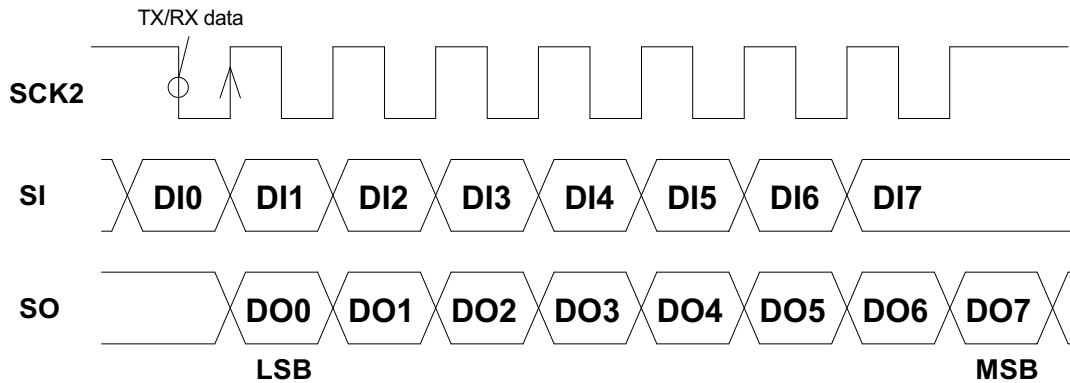 TX/RX data
SCK2
SI DI0 DI1 DI2 DI3 DI4 DI5 DI6 DI7
SO DO0 DO1 DO2 DO3 DO4 DO5 DO6 DO7
LSB MSB